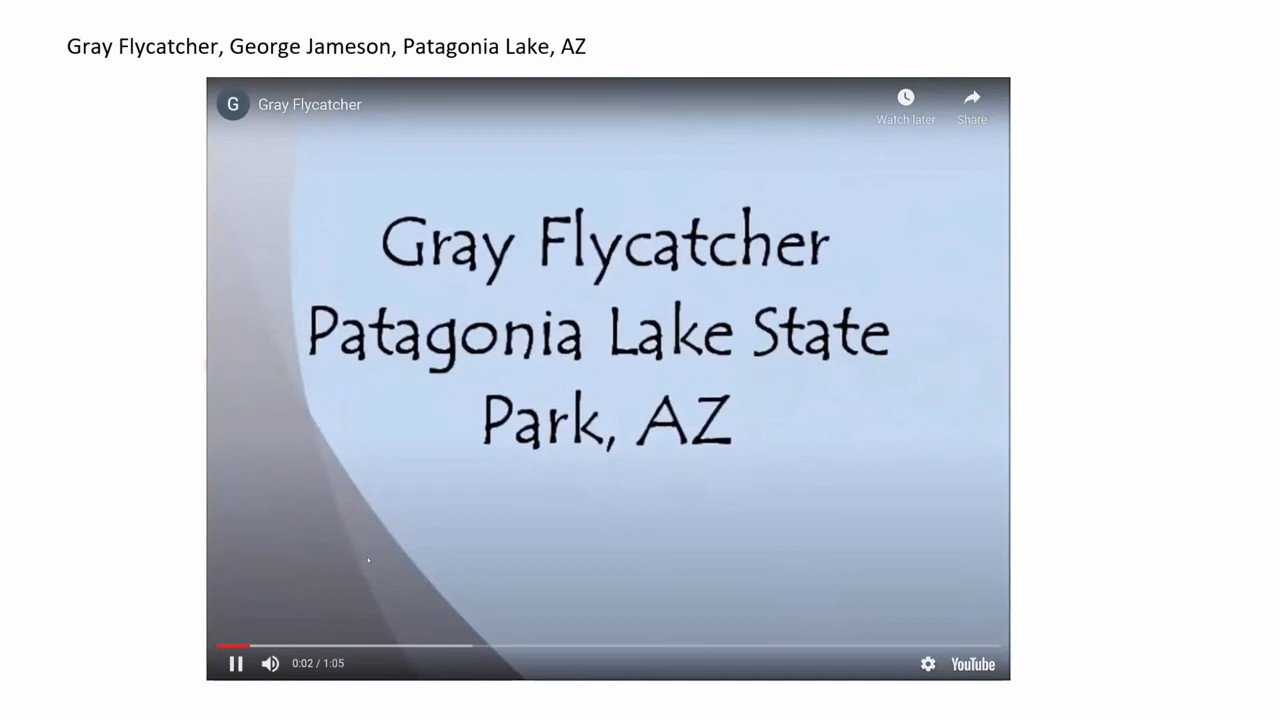 Gray Flycatcher, George Jameson, Patagonia Lake, AZ
G Gray Flycatcher
Watch later
Share
Gray Flycatcher
Patagonia Lake State
Park, AZ
0:02 / 1:05
YouTube